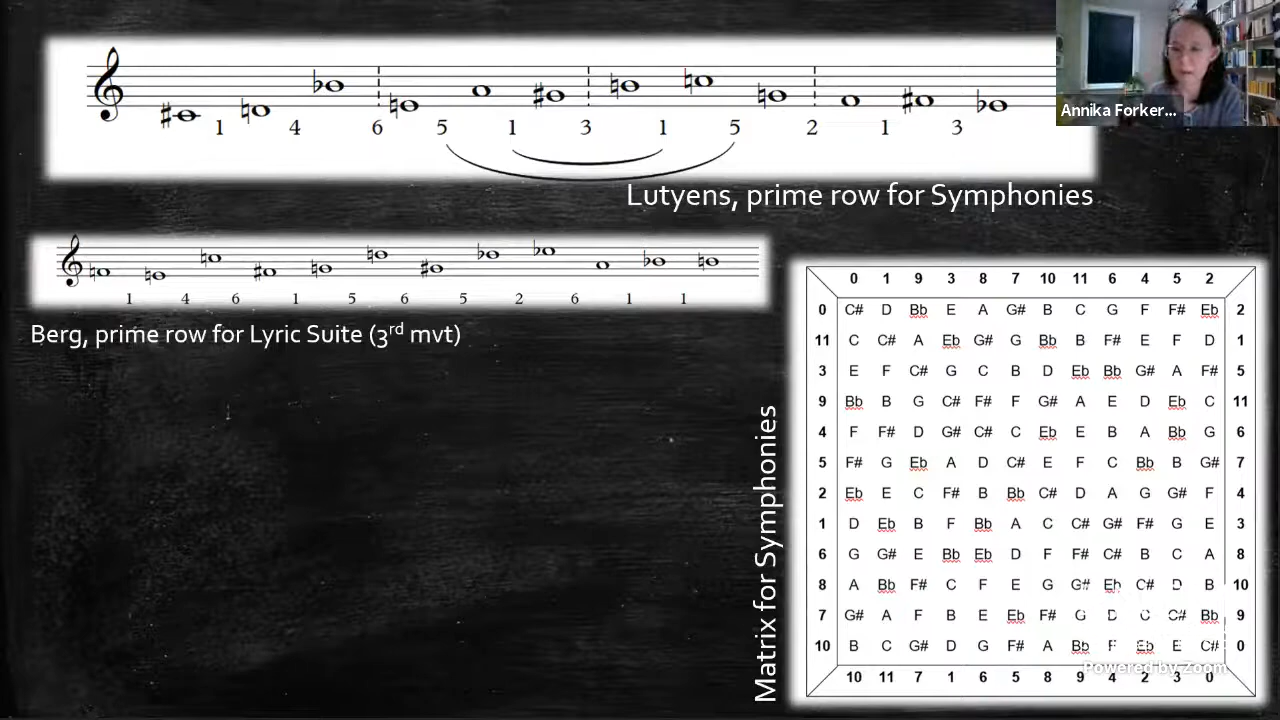 Annika Forker...
1 4 6 5 1 3 1 5 2 1 3
Lutyens, prime row for Symphonies
1 4 6 1 5 6 5 2 6 1 1
Berg, prime row for Lyric Suite (3rd mvt)
Matrix for Symphonies
0 1 9 3 8 7 10 11 6 4 5 2
0 C# D Bb E A G# B C G F F# Eb 2
11 C C# A Eb G# G Bb B F# E F D 1
3 E F C# G C B D Eb Bb G# A F# 5
9 Bb B G C# F# F G# A E D Eb C 11
4 F F# D G# C# C Eb E B A Bb G 6
5 F# G Eb A D C# E F C Bb B G# 7
2 Eb E C F# B Bb C# D A G G# F 4
1 D Eb B F Bb A C C# G# F# G E 3
6 G G# E Bb Eb D F F# C# B C A 8
8 A Bb F# C F E G G# Eb C# D B 10
7 G# A F B E Eb F# G D C C# Bb 9
10 B C G# D G F# A Bb F Eb E C# 0
10 11 7 1 6 5 8 9 4 2 3 0
Powered by Zoom